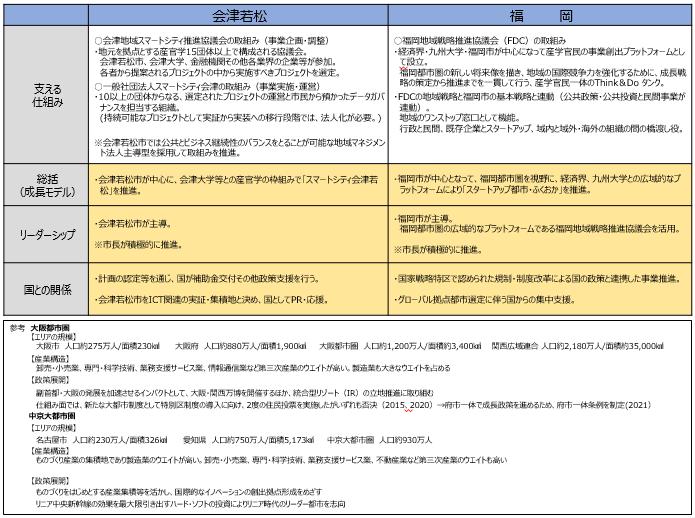 会津若松
福　　岡
支える
仕組み
○会津地域スマートシティ推進協議会の取組み（事業企画・調整）
・地元を拠点とする産官学15団体以上で構成される協議会。
会津若松市、会津大学、金融機関その他各業界の企業等が参加。
各者から提案されるプロジェクトの中から実施すべきプロジェクトを選定。
○一般社団法人スマートシティ会津の取組み（事業実施・運営）
・10以上の団体からなる、選定されたプロジェクトの運営と市民から預かったデータガバ
ナンスを担当する組織。
(持続可能なプロジェクトとして実証から実装への移行段階では、法人化が必要。)
※会津若松市では公共とビジネス継続性のバランスをとることが可能な地域マネジメン
ト法人主導型を採用して取組みを推進。
○福岡地域戦略推進協議会（FDC）の取組み
・経済界・九州大学・福岡市が中心になって産学官民の事業創出プラットフォームとし
て設立。
福岡都市圏の新しい将来像を描き、地域の国際競争力を強化するために、成長戦
略の策定から推進までを一貫して行う、産学官民一体のThink＆Do タンク。
・FDCの地域戦略と福岡市の基本戦略と連動（公共政策・公共投資と民間事業が
連動）。
地域のワンストップ窓口として機能。
行政と民間、既存企業とスタートアップ、域内と域外・海外の組織の間の橋渡し役。
総括
（成長モデル）
・会津若松市が中心に、会津大学等との産官学の枠組みで「スマートシティ会津若
松」を推進。
・福岡市が中心となって、福岡都市圏を視野に、経済界、九州大学との広域的なプ
ラットフォームにより「スタートアップ都市・ふくおか」を推進。
リーダーシップ
・会津若松市が主導。
※市長が積極的に推進。
・福岡市が主導。
福岡都市圏の広域的なプラットフォームである福岡地域戦略推進協議会を活用。
※市長が積極的に推進。
国との関係
・計画の認定等を通じ、国が補助金交付その他政策支援を行う。
・会津若松市をICT関連の実証・集積地と決め、国としてPR・応援。
・国家戦略特区で認められた規制・制度改革による国の政策と連携した事業推進。
・グローバル拠点都市選定に伴う国からの集中支援。
参考　大阪都市圏
【エリアの規模】
大阪市　人口約275万人/面積230㎢　　大阪府　人口約880万人/面積1,900㎢　　大阪都市圏　人口約1,200万人/面積約3,400㎢　　関西広域連合 人口約2,180万人/面積約35,000㎢
【産業構造】
卸売・小売業、専門・科学技術、業務支援サービス業、情報通信業など第三次産業のウエイトが高い。製造業も大きなウエイトを占める
【政策展開】
副首都・大阪の発展を加速させるインパクトとして、大阪・関西万博を開催するほか、統合型リゾート（IR）の立地推進に取り組む
仕組み面では、新たな大都市制度として特別区制度の導入に向け、2度の住民投票を実施したがいずれも否決（2015、2020）→府市一体で成長政策を進めるため、府市一体条例を制定(2021)
中京大都市圏
【エリアの規模】
名古屋市　人口約230万人/面積326㎢　　愛知県　人口約750万人/面積5,173㎢　　中京大都市圏　人口約930万人
【産業構造】
ものづくり産業の集積地であり製造業のウエイトが高い。卸売・小売業、専門・科学技術、業務支援サービス業、不動産業など第三次産業のウエイトも高い
【政策展開】
ものづくりをはじめとする産業集積等を活かし、国際的なイノベーションの創出拠点形成をめざす
リニア中央新幹線の効果を最大限引き出すハード・ソフトの投資によりリニア時代のリーダー都市を志向